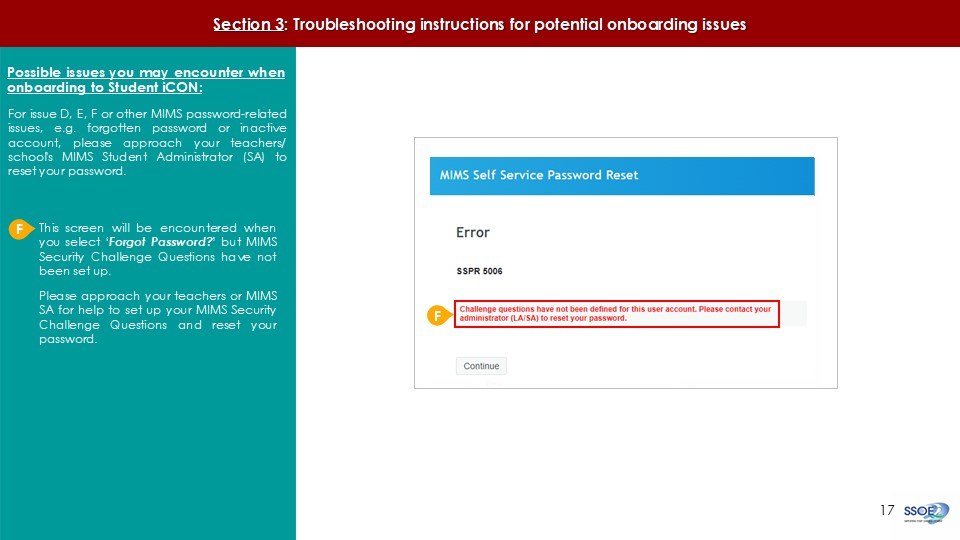 Section 3: Troubleshooting instructions for potential onboarding issues
Possible issues you may encounter when
onboarding to Student iCON:
For issue D, E, F or other MIMS password-related
issues, e.g. forgotten password or inactive
account, please approach your teachers/
school's MIMS Student Administrator (SA) to
reset your password.
F
This screen will be encountered when
you select 'Forgot Password?' but MIMS
Security Challenge Questions have not
been set up.
Please approach your teachers or MIMS
SA for help to set up your MIMS Security
Challenge Questions and reset your
password.
MIMS Self Service Password Reset
Error
SSPR 5006
F
Challenge questions have not been defined for this user account. Please contact your
administrator (LA/SA) to reset your password.
Continue
17
SSOE2